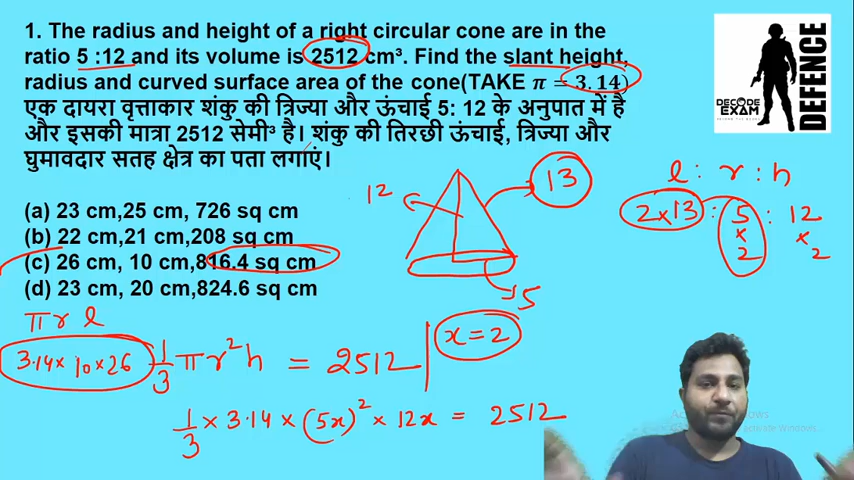 1. The radius and height of a right circular cone are in the
ratio 5 :12 and its volume is 2512 cm³. Find the slant height,
radius and curved surface area of the cone(TAKE π = 3.14)
एक दायरा वृत्ताकार शंकु की त्रिज्या और ऊंचाई 5: 12 के अनुपात में है
और इसकी मात्रा 2512 सेमी³ है। शंकु की तिरछी ऊंचाई, त्रिज्या और
घुमावदार सतह क्षेत्र का पता लगाएं।
DECODE
EXAM
DEFENCE
(a) 23 cm,25 cm, 726 sq cm
(b) 22 cm,21 cm,208 sq cm
(c) 26 cm, 10 cm,816.4 sq cm
(d) 23 cm, 20 cm,824.6 sq cm
12
13
5
l : r : h
2x13 : 5 : 12
x x
2 2
πrl
3.14x10x26
1/3 πr²h = 2512
x=2
1/3 x 3.14 x (5x)² x 12x = 2512